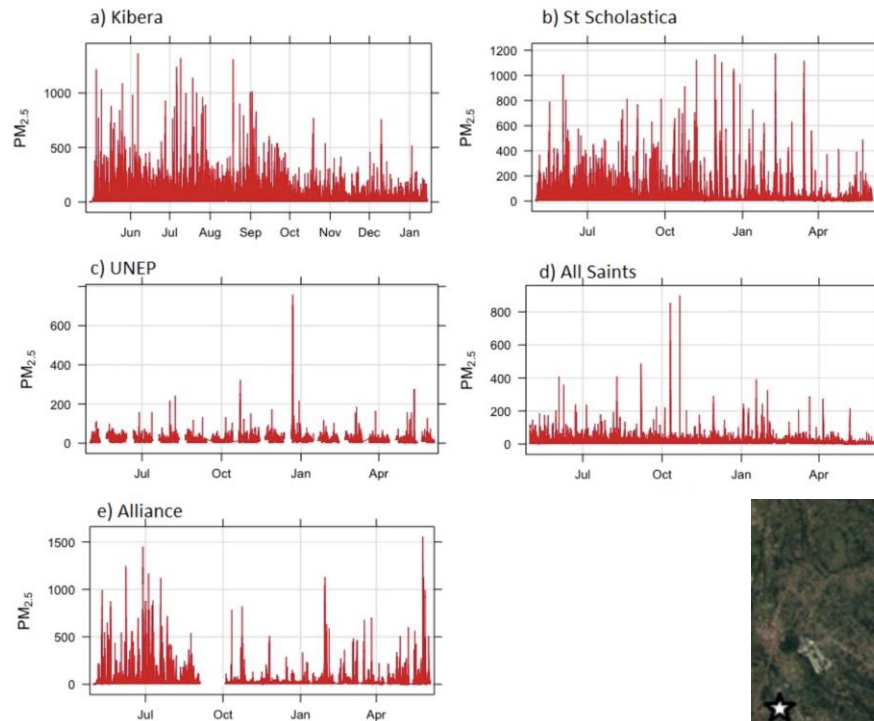 a) Kibera
PM2.5
1000
500
0
Jun Jul Aug Sep Oct Nov Dec Jan
b) St Scholastica
PM2.5
1200
1000
800
600
400
200
0
Jul Oct Jan Apr
c) UNEP
PM2.5
600
400
200
0
Jul Oct Jan Apr
d) All Saints
PM2.5
800
600
400
200
0
Jul Oct Jan Apr
e) Alliance
PM2.5
1500
1000
500
0
Jul Oct Jan Apr